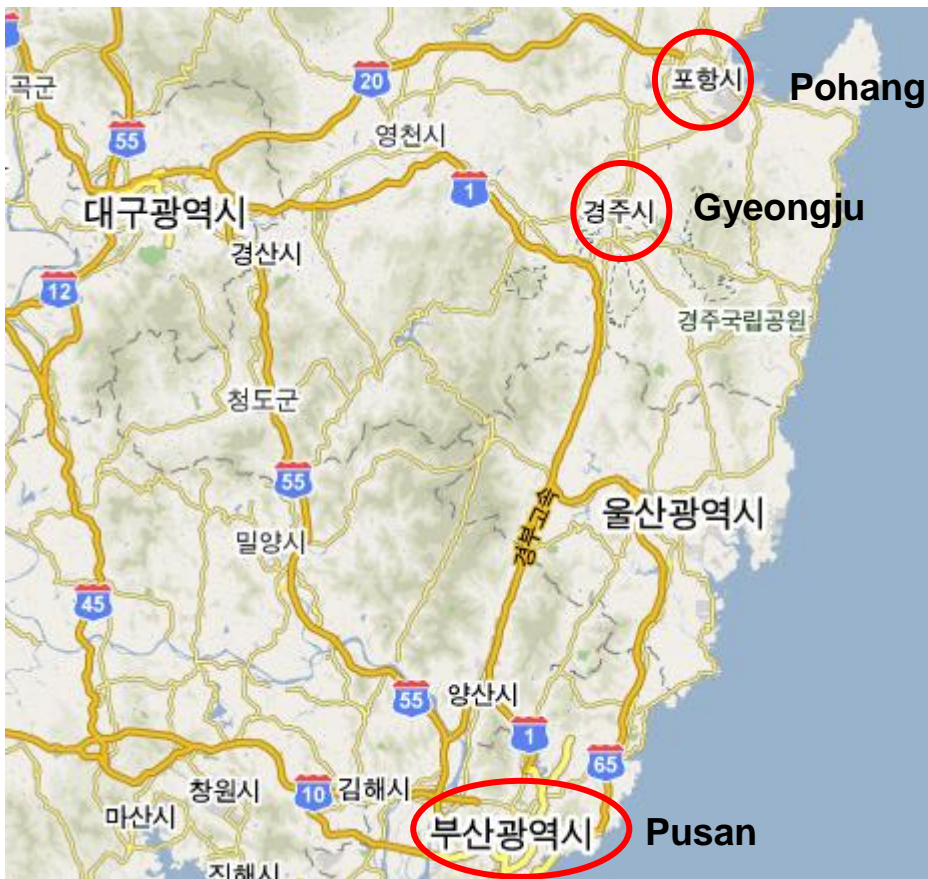 포항시
Pohang
곡군
20
55
영천시
1
대구광역시
경주시
Gyeongju
경산시
12
경주국립공원
청도군
55
경부고속
울산광역시
밀양시
45
55
양산시
1
65
창원시
10
김해시
마산시
부산광역시
Pusan
진해시